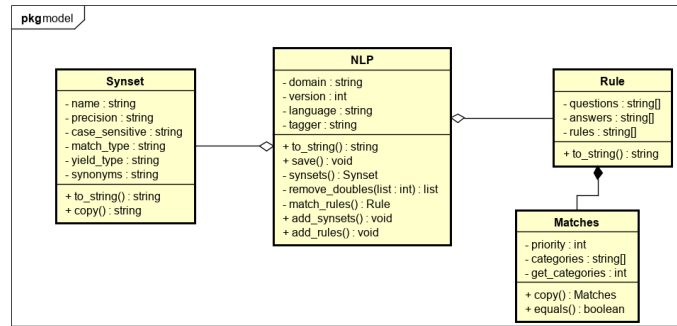 pkg model
Synset
- name : string
- precision : string
- case_sensitive : string
- match_type : string
- yield_type : string
- synonyms : string
+ to_string() : string
+ copy() : string
NLP
- domain : string
- version : int
- language : string
- tagger : string
+ to_string() : string
+ save() : void
- synsets() : Synset
- remove_doubles(list : int) : list
- match_rules() : Rule
+ add_synsets() : void
+ add_rules() : void
Rule
- questions : string[]
- answers : string[]
- rules : string[]
+ to_string() : string
Matches
- priority : int
- categories : string[]
- get_categories : int
+ copy() : Matches
+ equals() : boolean